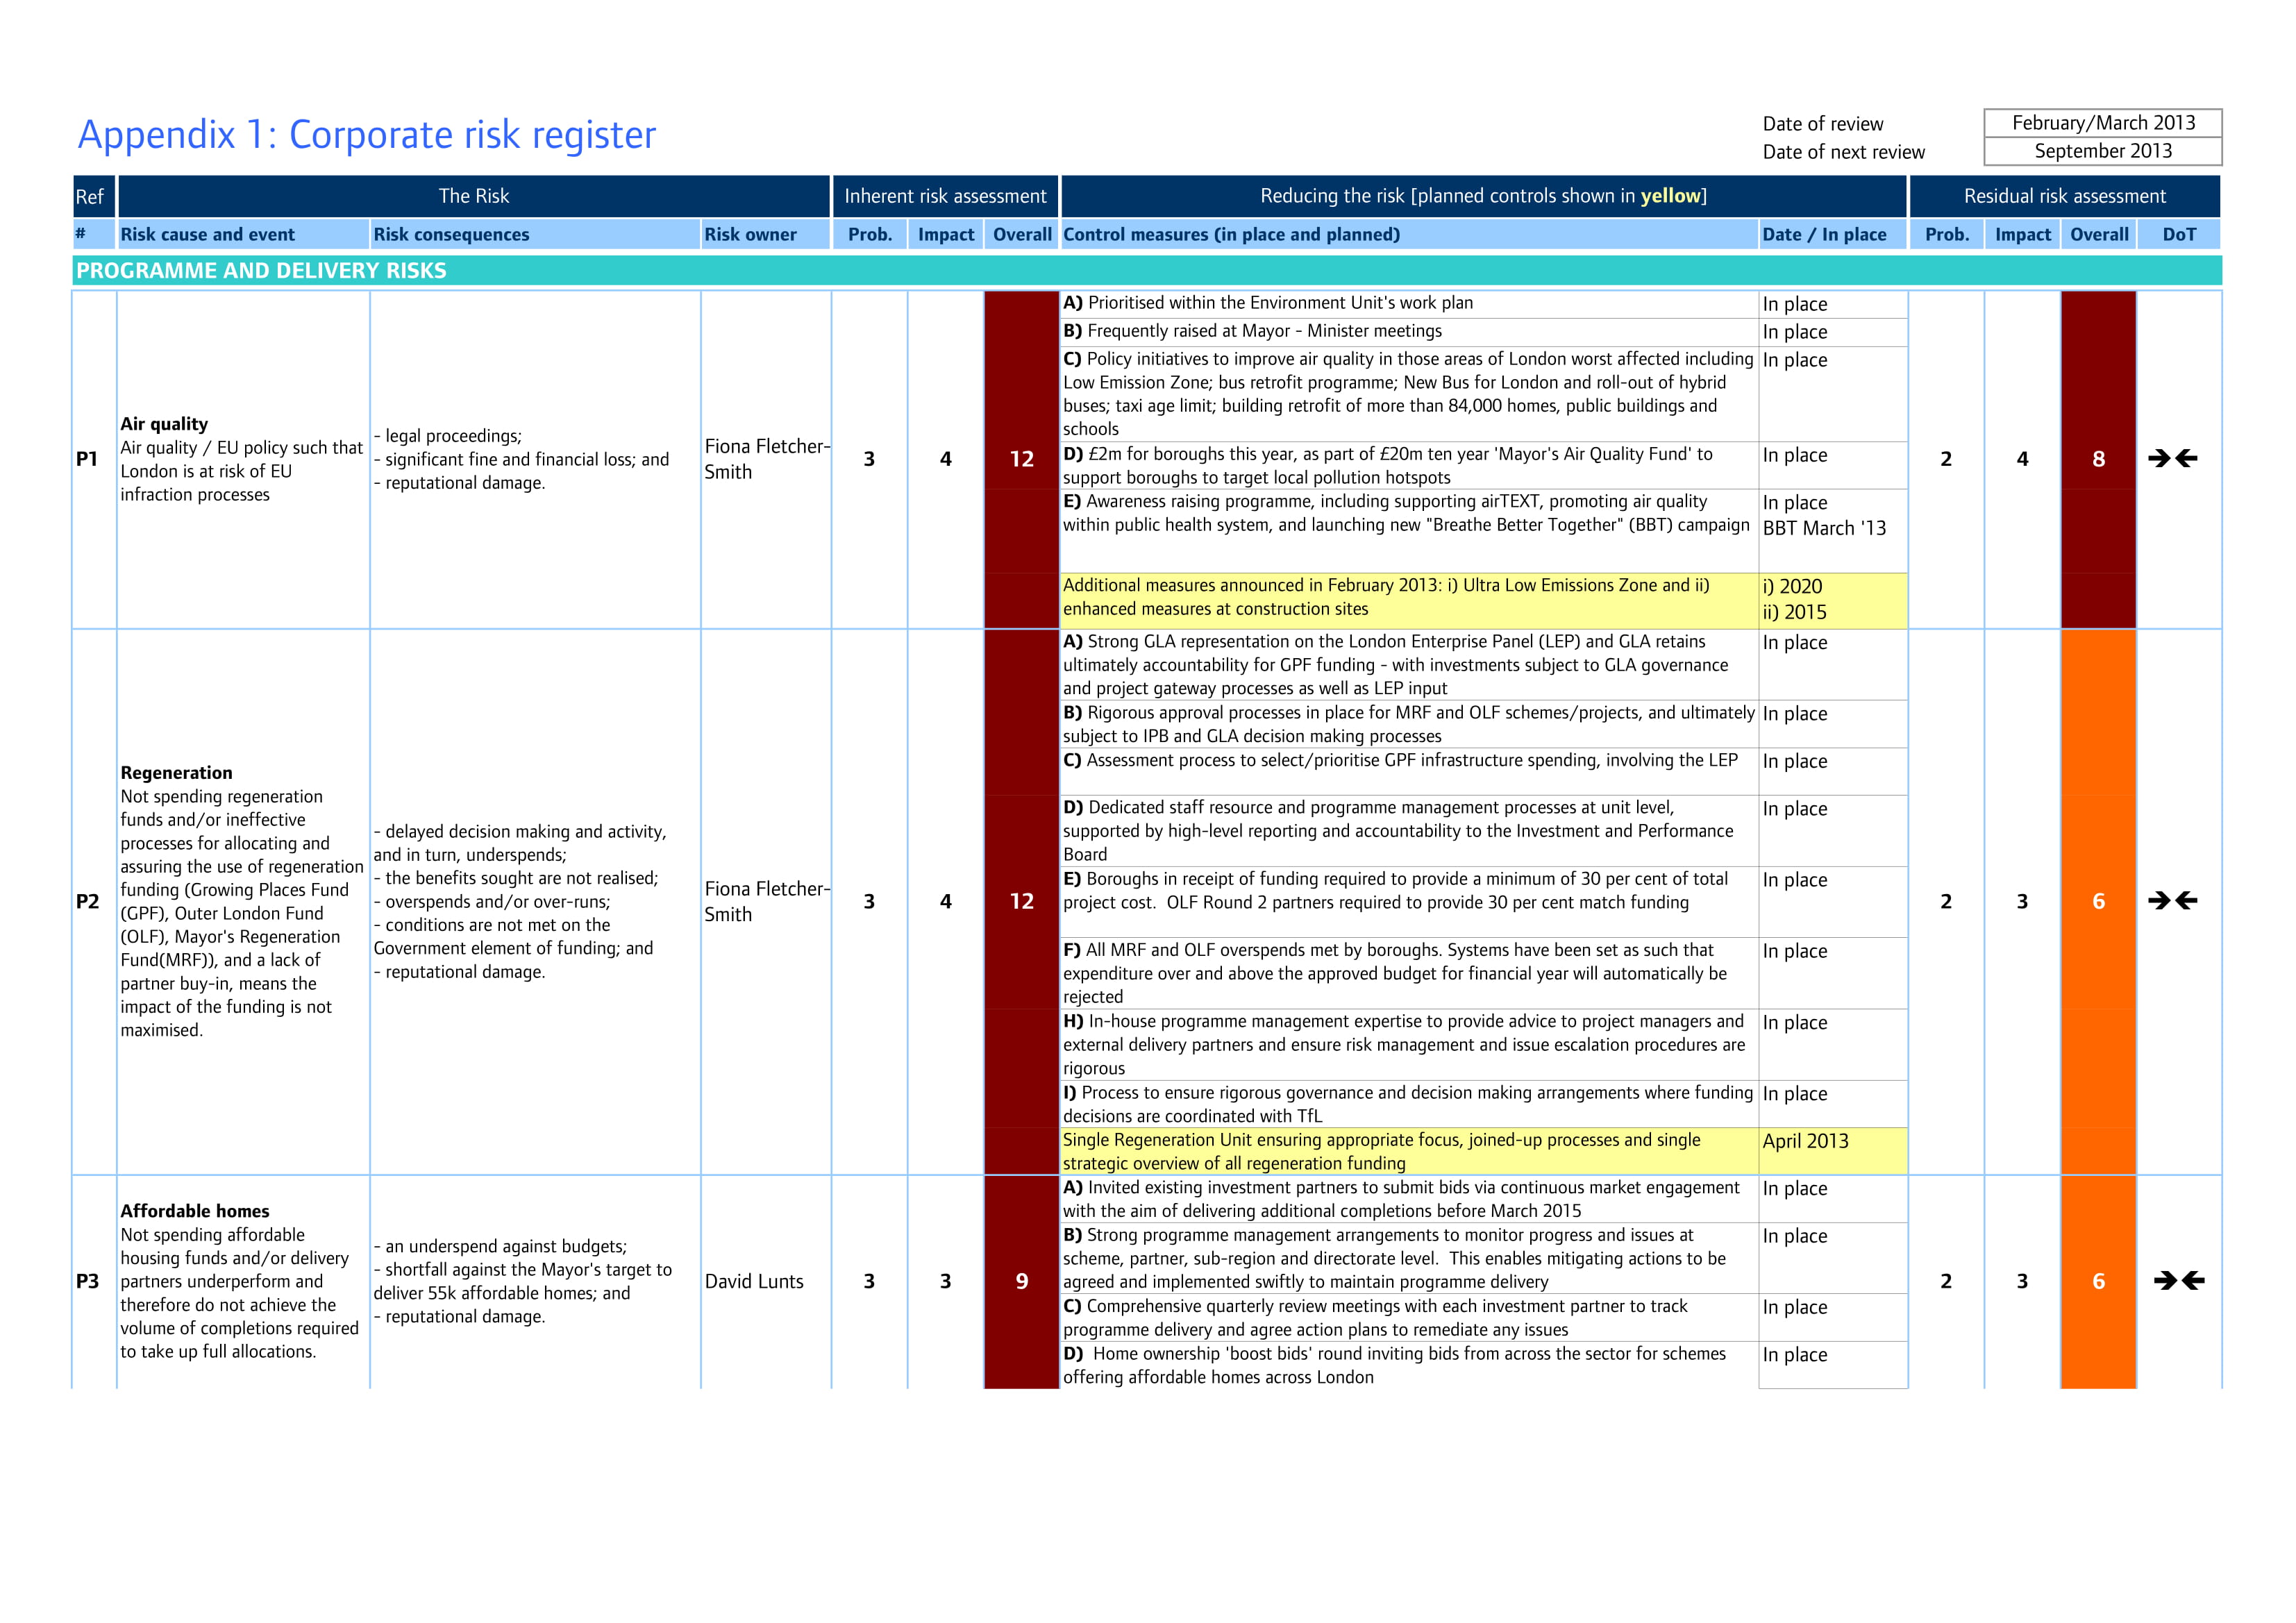 Appendix 1: Corporate risk register
Date of review
February/March 2013
Date of next review
September 2013
Ref
The Risk
Inherent risk assessment
Reducing the risk [planned controls shown in yellow]
Residual risk assessment
#
Risk cause and event
Risk consequences
Risk owner
Prob.
Impact
Overall
Control measures (in place and planned)
Date / In place
Prob.
Impact
Overall
DoT
PROGRAMME AND DELIVERY RISKS
P1
Air quality
Air quality / EU policy such that
London is at risk of EU
infraction processes
- legal proceedings;
- significant fine and financial loss; and
- reputational damage.
Fiona Fletcher-
Smith
3
4
12
A) Prioritised within the Environment Unit's work plan
In place
B) Frequently raised at Mayor - Minister meetings
In place
C) Policy initiatives to improve air quality in those areas of London worst affected including
Low Emission Zone; bus retrofit programme; New Bus for London and roll-out of hybrid
buses; taxi age limit; building retrofit of more than 84,000 homes, public buildings and
schools
In place
D) £2m for boroughs this year, as part of £20m ten year 'Mayor's Air Quality Fund' to
support boroughs to target local pollution hotspots
In place
E) Awareness raising programme, including supporting airTEXT, promoting air quality
within public health system, and launching new "Breathe Better Together" (BBT) campaign
In place
BBT March '13
Additional measures announced in February 2013: i) Ultra Low Emissions Zone and ii)
enhanced measures at construction sites
i) 2020
ii) 2015
2
4
8
P2
Regeneration
Not spending regeneration
funds and/or ineffective
processes for allocating and
assuring the use of regeneration
funding (Growing Places Fund
(GPF), Outer London Fund
(OLF), Mayor's Regeneration
Fund(MRF)), and a lack of
partner buy-in, means the
impact of the funding is not
maximised.
- delayed decision making and activity,
and in turn, underspends;
- the benefits sought are not realised;
- overspends and/or over-runs;
- conditions are not met on the
Government element of funding; and
- reputational damage.
Fiona Fletcher-
Smith
3
4
12
A) Strong GLA representation on the London Enterprise Panel (LEP) and GLA retains
ultimately accountability for GPF funding - with investments subject to GLA governance
and project gateway processes as well as LEP input
In place
B) Rigorous approval processes in place for MRF and OLF schemes/projects, and ultimately
subject to IPB and GLA decision making processes
In place
C) Assessment process to select/prioritise GPF infrastructure spending, involving the LEP
In place
D) Dedicated staff resource and programme management processes at unit level,
supported by high-level reporting and accountability to the Investment and Performance
Board
In place
E) Boroughs in receipt of funding required to provide a minimum of 30 per cent of total
project cost.  OLF Round 2 partners required to provide 30 per cent match funding
In place
F) All MRF and OLF overspends met by boroughs. Systems have been set as such that
expenditure over and above the approved budget for financial year will automatically be
rejected
In place
H) In-house programme management expertise to provide advice to project managers and
external delivery partners and ensure risk management and issue escalation procedures are
rigorous
In place
I) Process to ensure rigorous governance and decision making arrangements where funding
decisions are coordinated with TfL
In place
Single Regeneration Unit ensuring appropriate focus, joined-up processes and single
strategic overview of all regeneration funding
April 2013
2
3
6
P3
Affordable homes
Not spending affordable
housing funds and/or delivery
partners underperform and
therefore do not achieve the
volume of completions required
to take up full allocations.
- an underspend against budgets;
- shortfall against the Mayor's target to
deliver 55k affordable homes; and
- reputational damage.
David Lunts
3
3
9
A) Invited existing investment partners to submit bids via continuous market engagement
with the aim of delivering additional completions before March 2015
In place
B) Strong programme management arrangements to monitor progress and issues at
scheme, partner, sub-region and directorate level.  This enables mitigating actions to be
agreed and implemented swiftly to maintain programme delivery
In place
C) Comprehensive quarterly review meetings with each investment partner to track
programme delivery and agree action plans to remediate any issues
In place
D)  Home ownership 'boost bids' round inviting bids from across the sector for schemes
offering affordable homes across London
In place
2
3
6